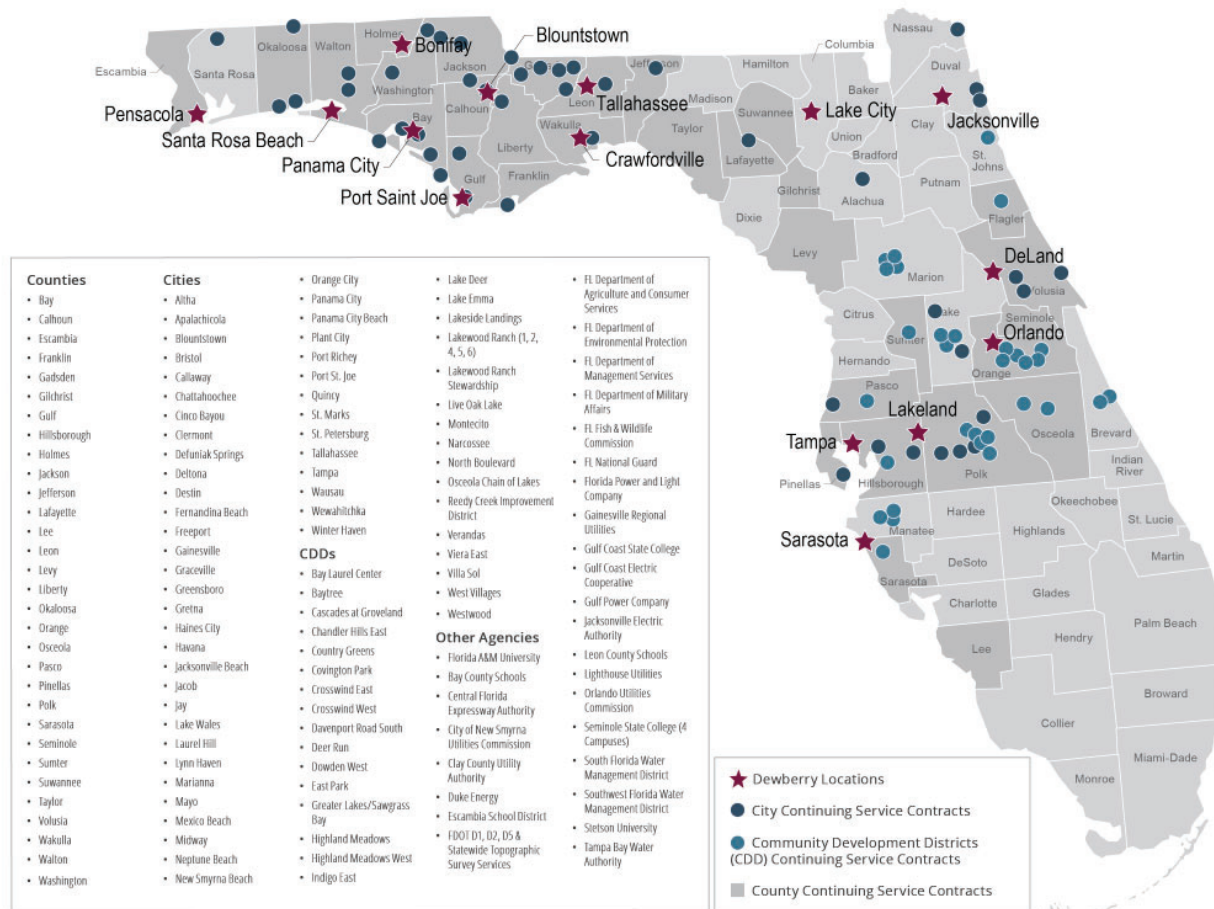 Escambia
Santa Rosa
Okaloosa
Walton
Holmes
Bonifay
Jackson
Washington
Blountstown
Calhoun
Bay
Leon
Tallahassee
Jefferson
Madison
Hamilton
Columbia
Suwannee
Lake City
Baker
Nassau
Duval
Jacksonville
Clay
Union
Bradford
St. Johns
Pensacola
Santa Rosa Beach
Panama City
Port Saint Joe
Gulf
Liberty
Franklin
Wakulla
Crawfordville
Taylor
Lafayette
Gilchrist
Alachua
Putnam
Flagler
Dixie
Levy
Marion
DeLand
Volusia
Citrus
Sumter
Lake
Seminole
Orlando
Orange
Hernando
Pasco
Lakeland
Tampa
Osceola
Brevard
Indian River
Pinellas
Hillsborough
Polk
Okeechobee
St. Lucie
Sarasota
Manatee
Hardee
Highlands
Martin
DeSoto
Sarasota
Charlotte
Glades
Palm Beach
Lee
Hendry
Broward
Collier
Miami-Dade
Monroe
Counties
• Bay
• Calhoun
• Escambia
• Franklin
• Gadsden
• Gilchrist
• Gulf
• Hillsborough
• Holmes
• Jackson
• Jefferson
• Lafayette
• Lee
• Leon
• Levy
• Liberty
• Okaloosa
• Orange
• Osceola
• Pasco
• Pinellas
• Polk
• Sarasota
• Seminole
• Sumter
• Suwannee
• Taylor
• Volusia
• Wakulla
• Walton
• Washington
Cities
• Altha
• Apalachicola
• Blountstown
• Bristol
• Callaway
• Chattahoochee
• Cinco Bayou
• Clermont
• Defuniak Springs
• Deltona
• Destin
• Fernandina Beach
• Freeport
• Gainesville
• Graceville
• Greensboro
• Gretna
• Haines City
• Havana
• Jacksonville Beach
• Jacob
• Jay
• Lake Wales
• Laurel Hill
• Lynn Haven
• Marianna
• Mayo
• Mexico Beach
• Midway
• Neptune Beach
• New Smyrna Beach
• Orange City
• Panama City
• Panama City Beach
• Plant City
• Port Richey
• Port St. Joe
• Quincy
• St. Marks
• St. Petersburg
• Tallahassee
• Tampa
• Wausau
• Wewahitchka
• Winter Haven
CDDs
• Bay Laurel Center
• Baytree
• Cascades at Groveland
• Chandler Hills East
• Country Greens
• Covington Park
• Crosswind East
• Crosswind West
• Davenport Road South
• Deer Run
• Dowden West
• East Park
• Greater Lakes/Sawgrass
Bay
• Highland Meadows
• Highland Meadows West
• Indigo East
• Lake Deer
• Lake Emma
• Lakeside Landings
• Lakewood Ranch (1, 2,
4, 5, 6)
• Lakewood Ranch
Stewardship
• Live Oak Lake
• Montecito
• Narcossee
• North Boulevard
• Osceola Chain of Lakes
• Reedy Creek Improvement
District
• Verandas
• Viera East
• Villa Sol
• West Villages
• Westwood
Other Agencies
• Florida A&M University
• Bay County Schools
• Central Florida
Expressway Authority
• City of New Smyrna
Utilities Commission
• Clay County Utility
Authority
• Duke Energy
• Escambia School District
• FDOT D1, D2, D5 &
Statewide Topographic
Survey Services
• FL Department of
Agriculture and Consumer
Services
• FL Department of
Environmental Protection
• FL Department of
Management Services
• FL Department of Military
Affairs
• FL Fish & Wildlife
Commission
• FL National Guard
• Florida Power and Light
Company
• Gainesville Regional
Utilities
• Gulf Coast State College
• Gulf Coast Electric
Cooperative
• Gulf Power Company
• Jacksonville Electric
Authority
• Leon County Schools
• Lighthouse Utilities
• Orlando Utilities
Commission
• Seminole State College (4
Campuses)
• South Florida Water
Management District
• Southwest Florida Water
Management District
• Stetson University
• Tampa Bay Water
Authority
Dewberry Locations
City Continuing Service Contracts
Community Development Districts
(CDD) Continuing Service Contracts
County Continuing Service Contracts